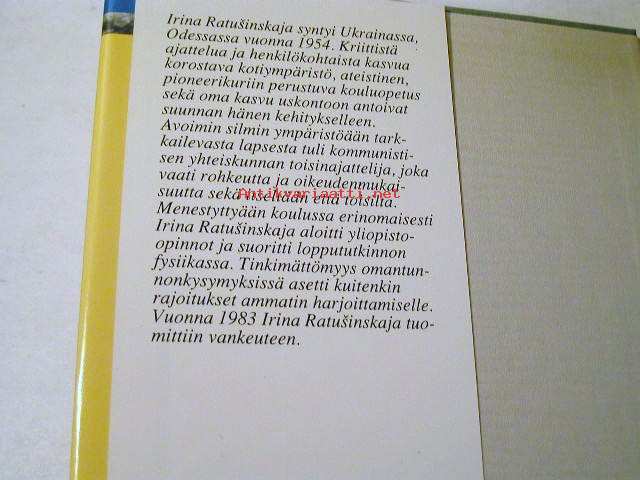 Irina Ratušinskaja syntyi Ukrainassa,
Odessassa vuonna 1954. Kriittistä
ajattelua ja henkilökohtaista kasvua
korostava kotiympäristö, ateistinen,
pioneerikuriin perustuva kouluopetus
sekä oma kasvu uskontoon antoivat
suunnan hänen kehitykselleen.
Avoimin silmin ympäristöään tark-
kailevasta lapsesta tuli kommunisti-
sen yhteiskunnan toisinajattelija, joka
vaati rohkeutta ja oikeudenmukai-
suutta sekä itseltään että toisilta.
Antikvariaatti.net
Menestyttyään koulussa erinomaisesti
Irina Ratušinskaja aloitti yliopisto-
opinnot ja suoritti loppututkinnon
fysiikassa. Tinkimättömyys omantun-
nonkysymyksissä asetti kuitenkin
rajoitukset ammatin harjoittamiselle.
Vuonna 1983 Irina Ratušinskaja tuo-
mittiin vankeuteen.